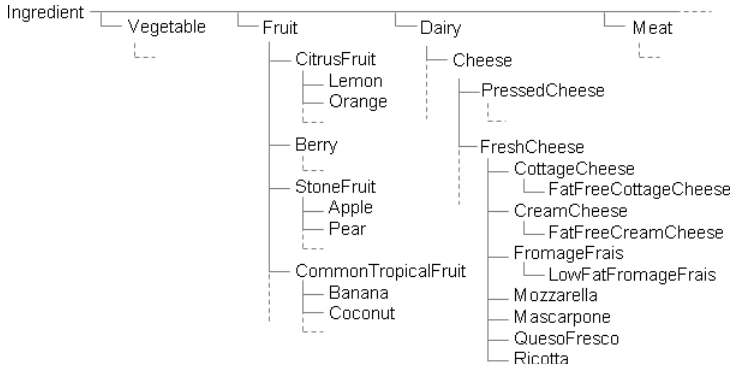 Ingredient
Vegetable
Fruit
Dairy
Meat
CitrusFruit
Lemon
Orange
Berry
StoneFruit
Apple
Pear
CommonTropicalFruit
Banana
Coconut
Cheese
PressedCheese
FreshCheese
CottageCheese
FatFreeCottageCheese
CreamCheese
FatFreeCreamCheese
FromageFrais
LowFatFromageFrais
Mozzarella
Mascarpone
QuesoFresco
Ricotta